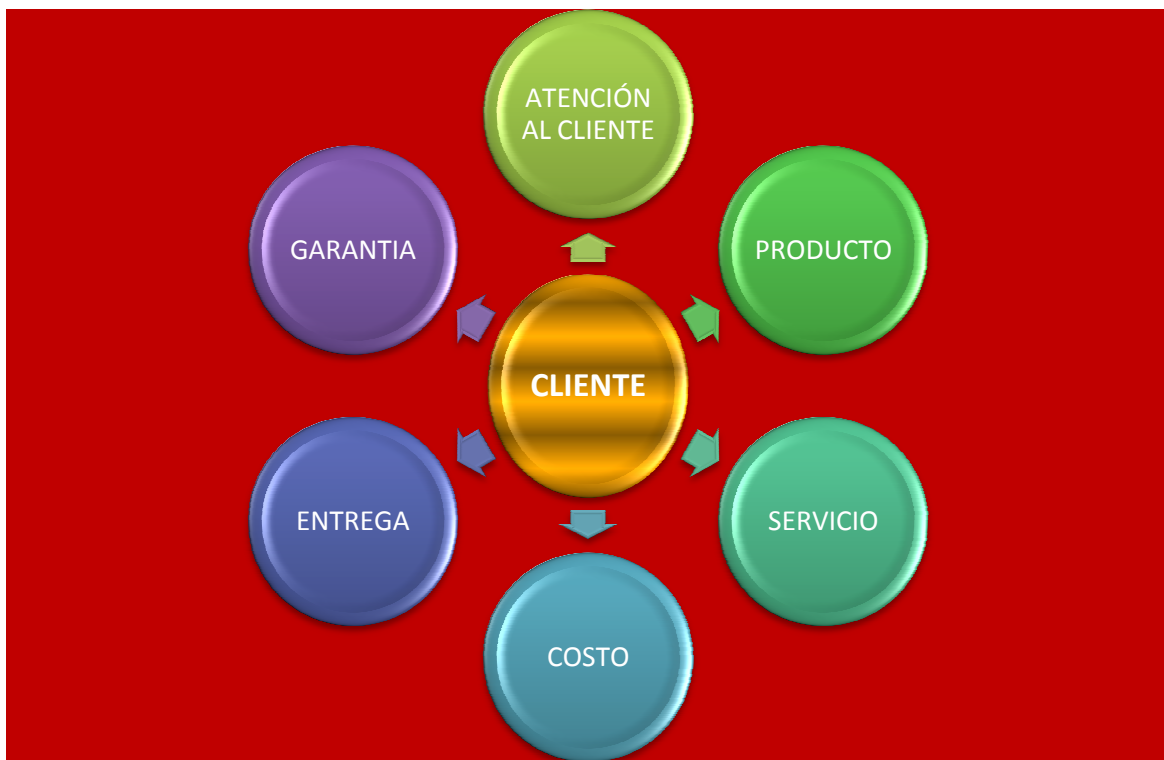 ATENCIÓN
AL CLIENTE
GARANTIA
PRODUCTO
CLIENTE
ENTREGA
SERVICIO
COSTO